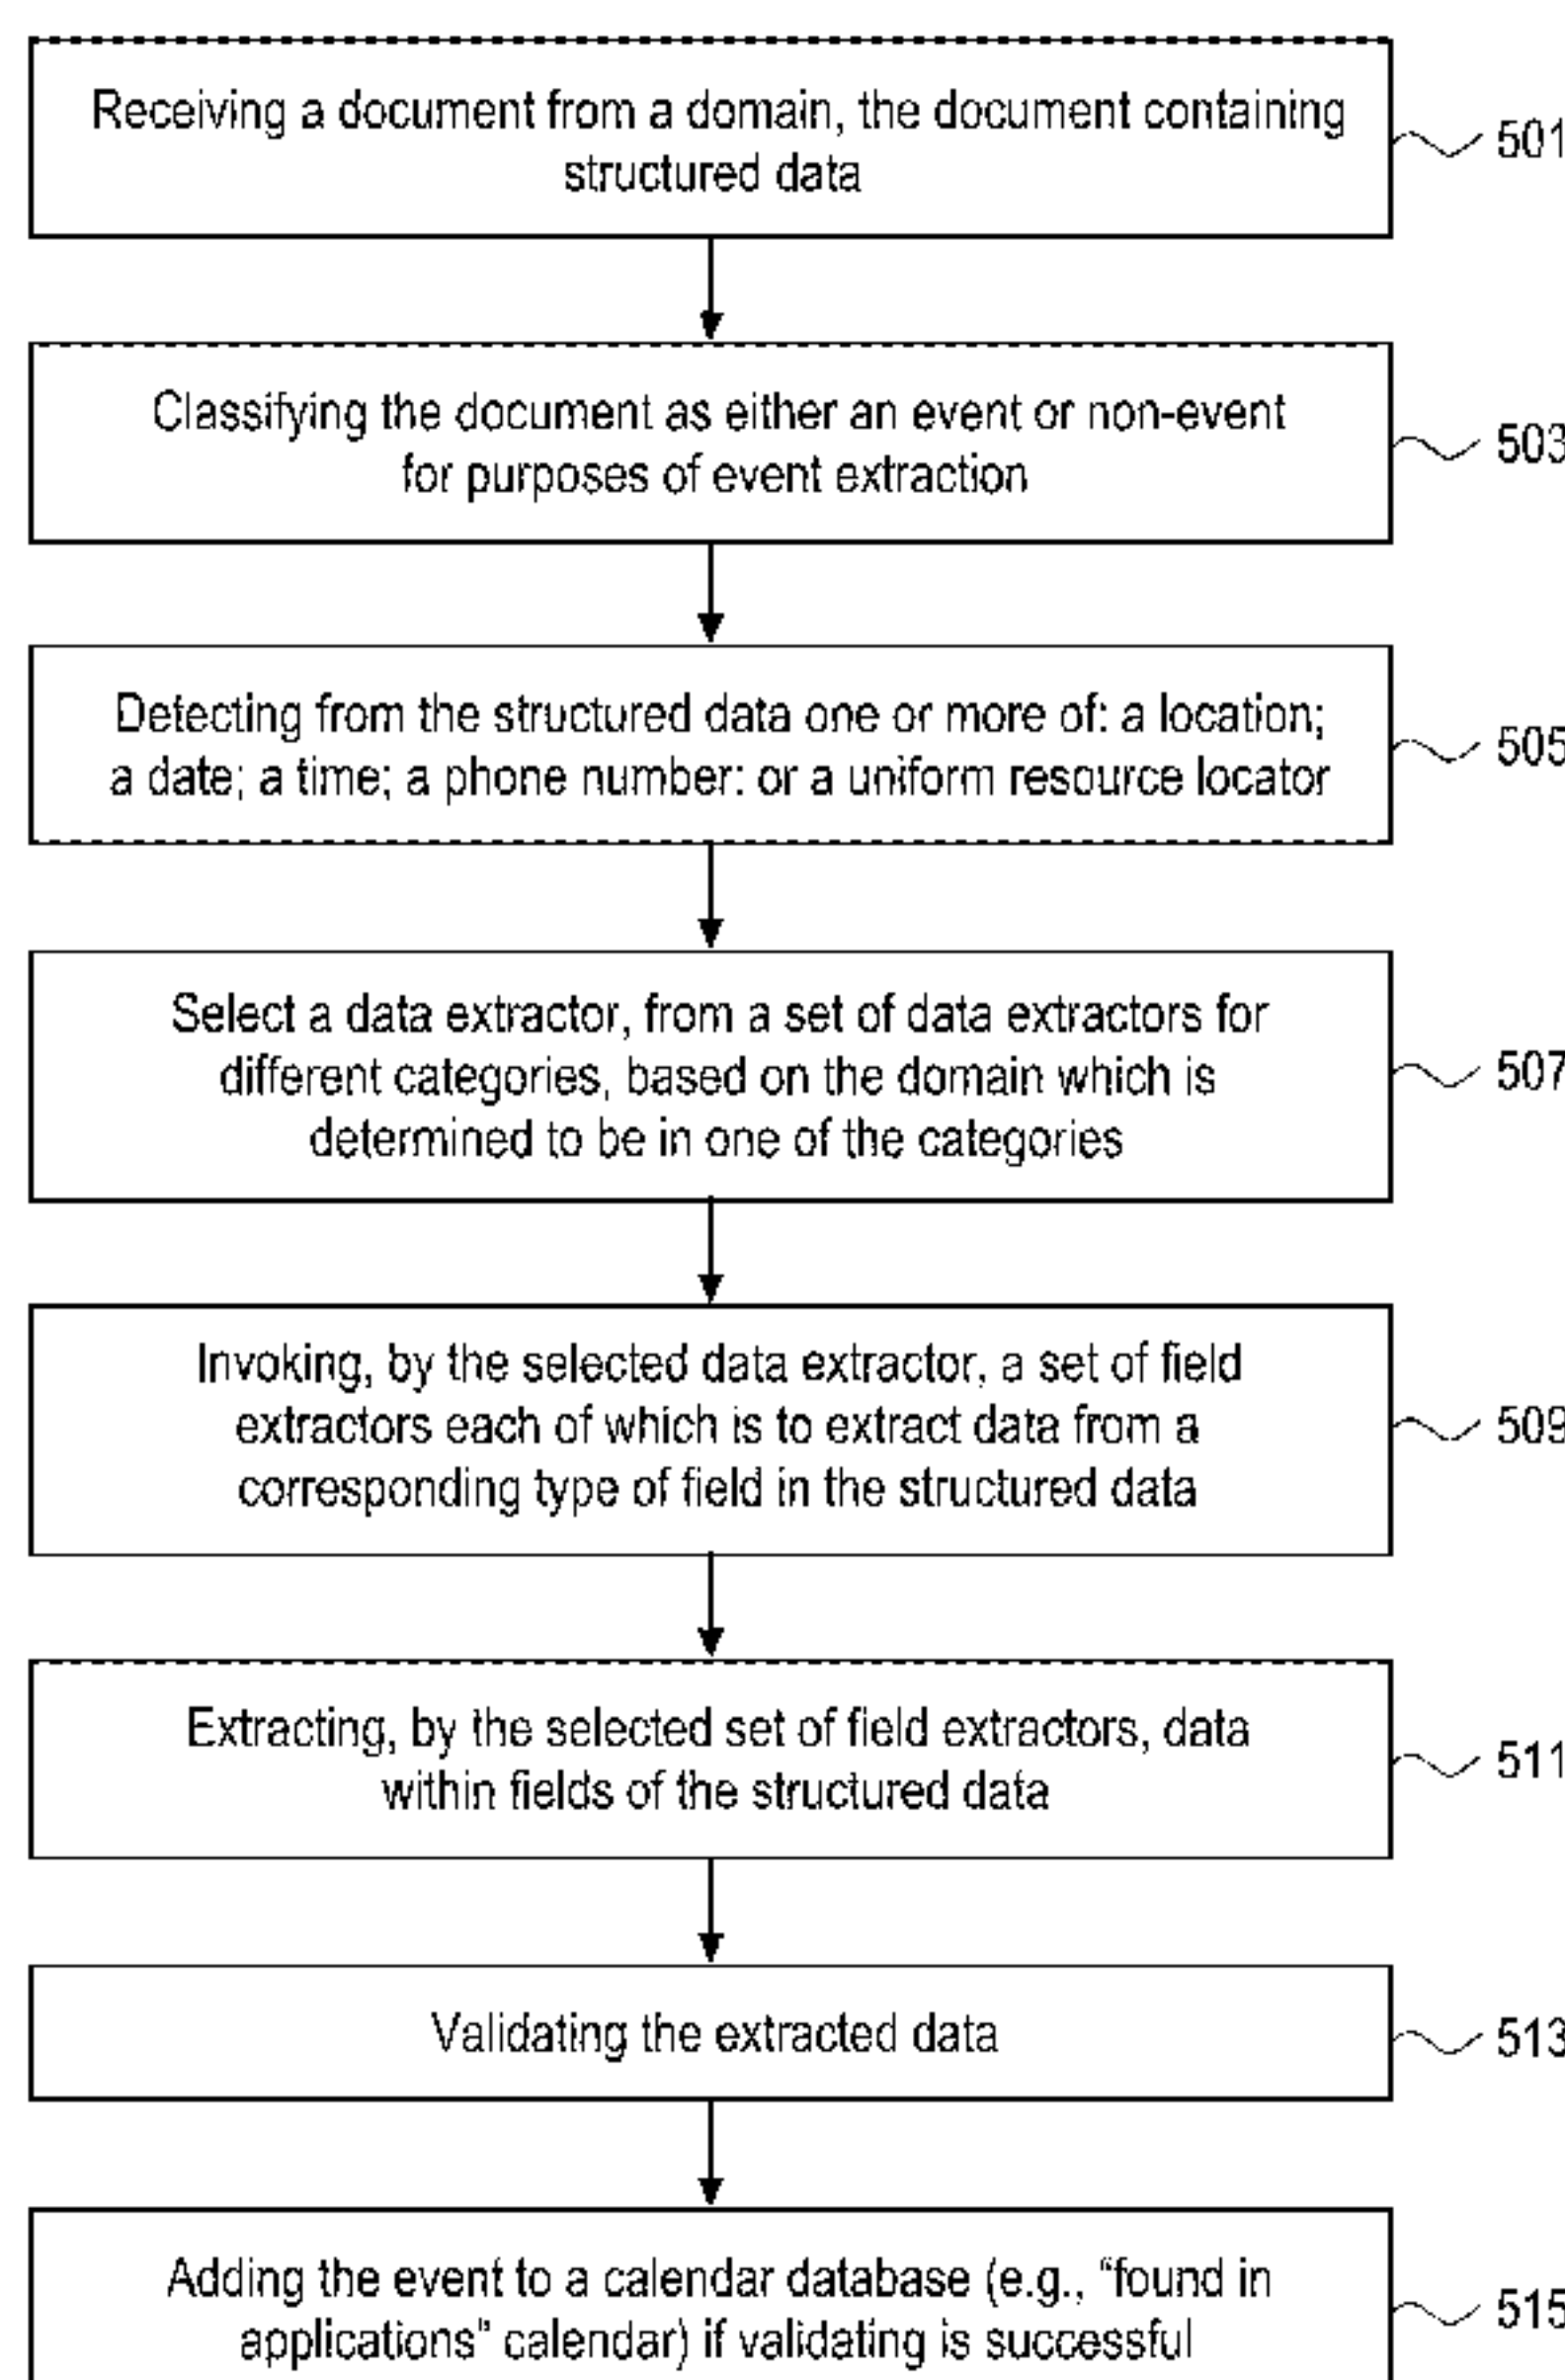 Receiving a document from a domain, the document containing
structured data
501
Classifying the document as either an event or non-event
for purposes of event extraction
503
Detecting from the structured data one or more of: a location;
a date; a time; a phone number: or a uniform resource locator
505
Select a data extractor, from a set of data extractors for
different categories, based on the domain which is
determined to be in one of the categories
507
Invoking, by the selected data extractor, a set of field
extractors each of which is to extract data from a
corresponding type of field in the structured data
509
Extracting, by the selected set of field extractors, data
within fields of the structured data
511
Validating the extracted data
513
Adding the event to a calendar database (e.g., “found in
applications” calendar) if validating is successful
515